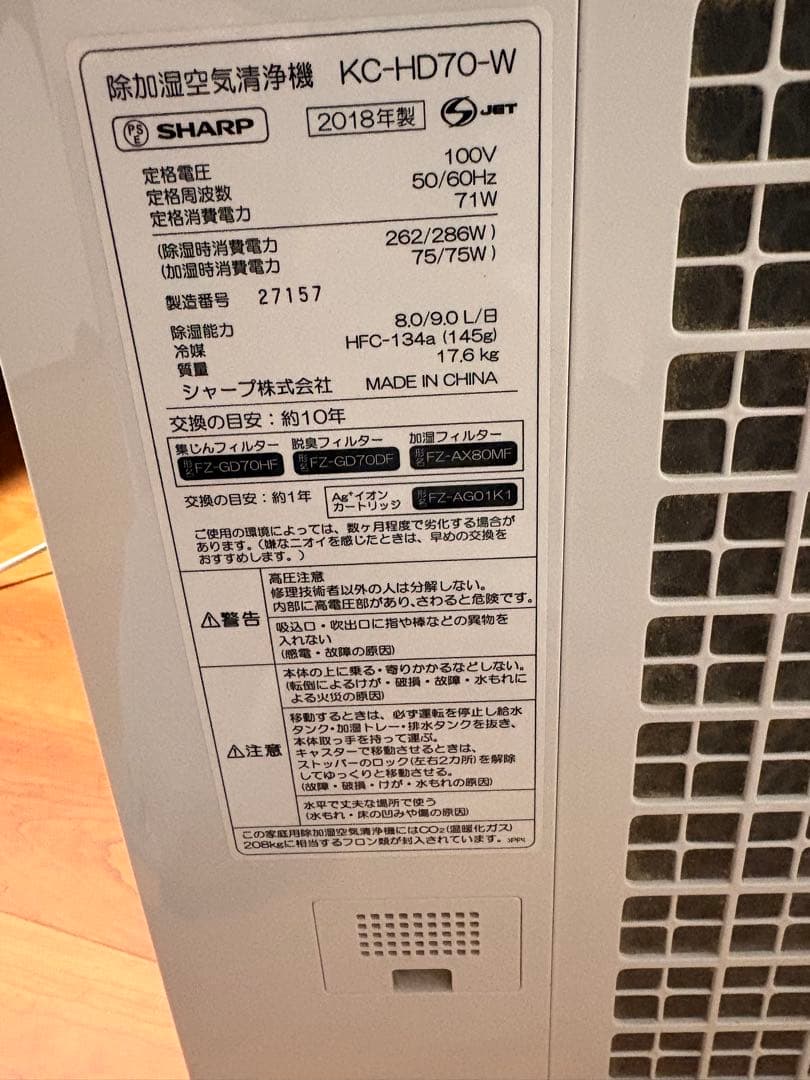 除加湿空気清浄機 KC-HD70-W
PSE SHARP 2018年製 S JET
定格電圧 100V
定格周波数 50/60Hz
定格消費電力 71W
(除湿時消費電力 262/286W)
(加湿時消費電力 75/75W)
製造番号 27157
除湿能力 8.0/9.0 L/日
冷媒 HFC-134a (145g)
質量 17.6 kg
シャープ株式会社 MADE IN CHINA
交換の目安:約10年
集じんフィルター 脱臭フィルター 加湿フィルター
形名 FZ-GD70HF 形名 FZ-GD70DF 形名 FZ-AX80MF
交換の目安:約1年 Ag⁺イオンカートリッジ 形名 FZ-AG01K1
ご使用の環境によっては、数ヶ月程度で劣化する場合が
あります。(嫌なニオイを感じたときは、早めの交換を
おすすめします。)
⚠警告
高圧注意
修理技術者以外の人は分解しない。
内部に高電圧部があり、さわると危険です。
吸込口・吹出口に指や棒などの異物を
入れない
(感電・故障の原因)
⚠注意
本体の上に乗る・寄りかかるなどしない。
(転倒によるけが・破損・故障・水もれに
よる火災の原因)
移動するときは、必ず運転を停止し給水
タンク・加湿トレー・排水タンクを抜き、
本体取っ手を持って運ぶ。
キャスターで移動させるときは、
ストッパーのロック(左右2カ所)を解除
してゆっくりと移動させる。
(故障・破損・けが・水もれの原因)
水平で丈夫な場所で使う
(水もれ・床の凹みや傷の原因)
この家庭用除加湿空気清浄機にはCO₂(温暖化ガス)
208kgに相当するフロン類が封入されています。 >PP<